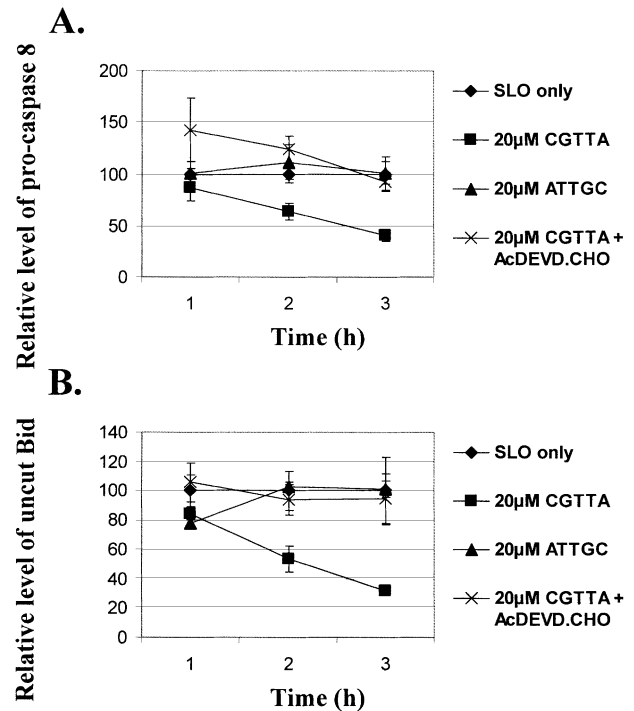 A.
Relative level of pro-caspase 8
200
150
100
50
0
1 2 3
Time (h)
SLO only
20µM CGTTA
20µM ATTGC
20µM CGTTA +
AcDEVD.CHO
B.
Relative level of uncut Bid
140
120
100
80
60
40
20
0
1 2 3
Time (h)
SLO only
20µM CGTTA
20µM ATTGC
20µM CGTTA +
AcDEVD.CHO